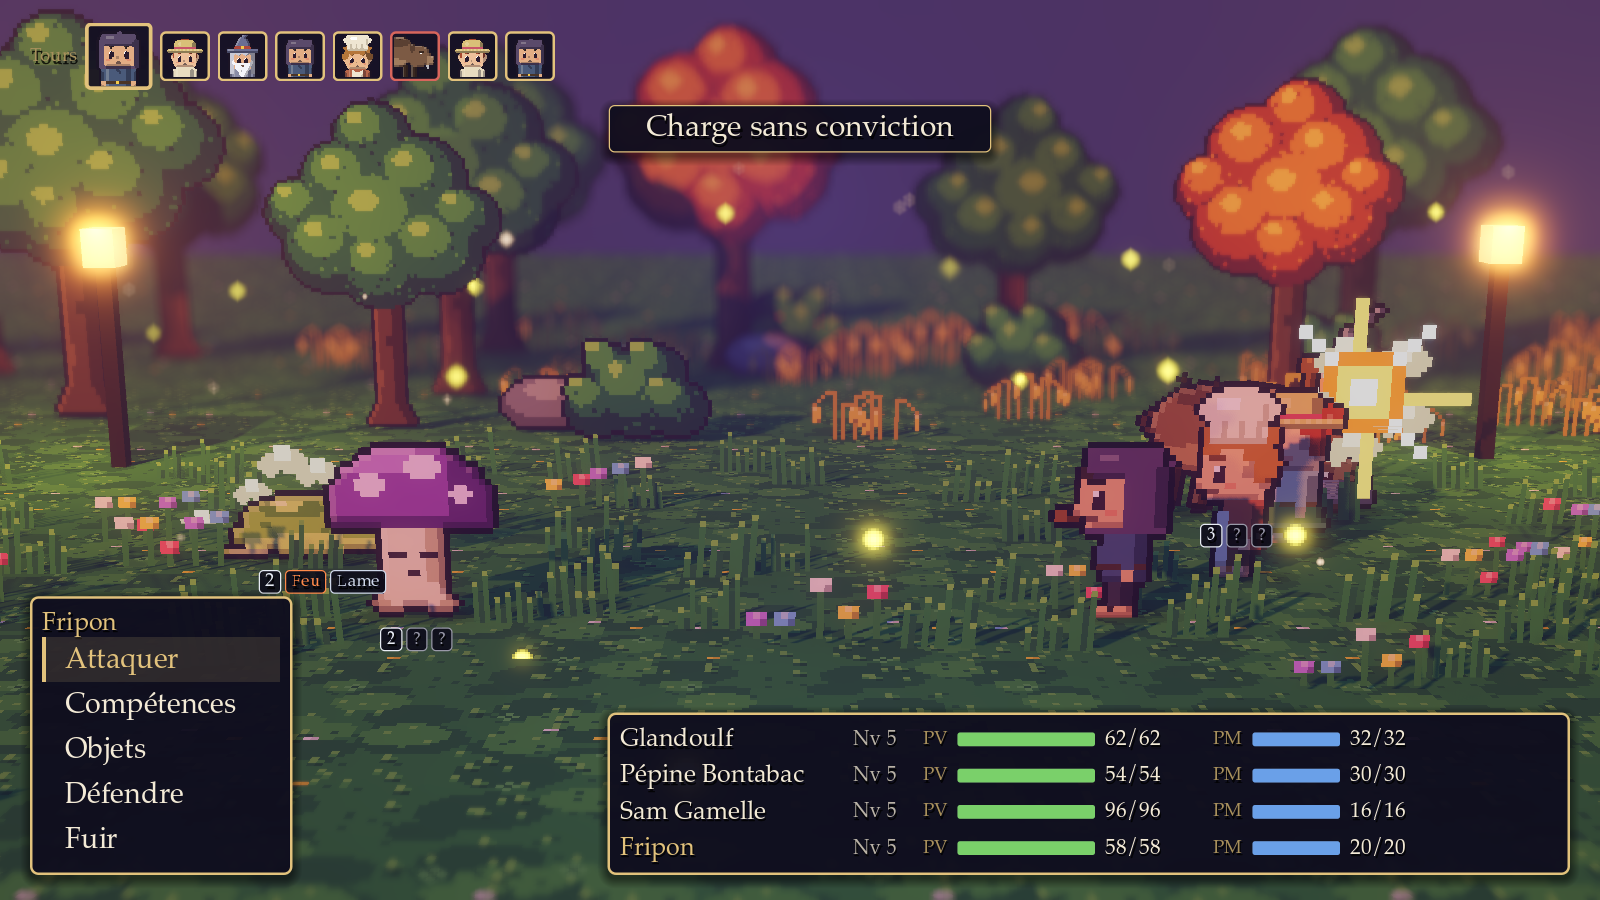 Tours
Charge sans conviction
3 ? ?
2 Feu Lame
2 ? ?
Fripon
Attaquer
Compétences
Objets
Défendre
Fuir
Glandoulf Nv 5 PV 62/62 PM 32/32
Pépine Bontabac Nv 5 PV 54/54 PM 30/30
Sam Gamelle Nv 5 PV 96/96 PM 16/16
Fripon Nv 5 PV 58/58 PM 20/20